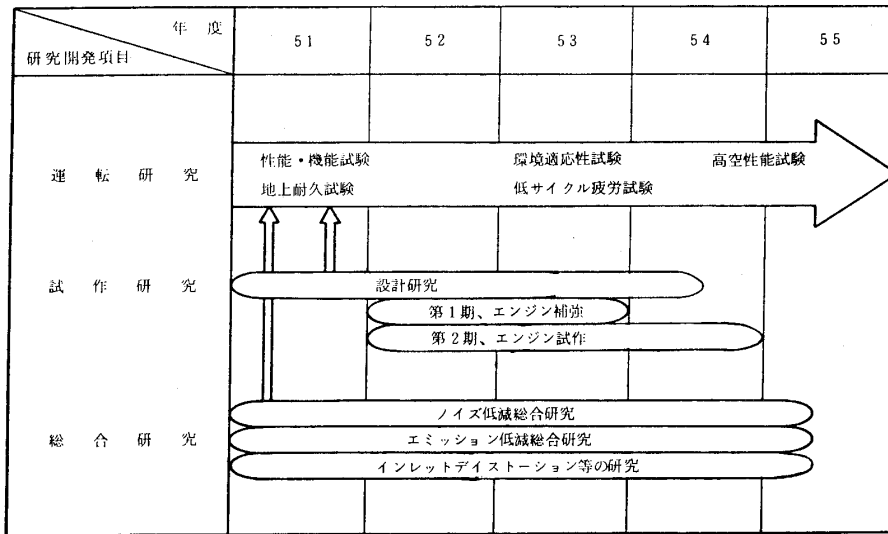 年度
研究開発項目
51 52 53 54 55
運転研究
性能・機能試験 環境適応性試験 高空性能試験
地上耐久試験 低サイクル疲労試験
試作研究
設計研究
第1期、エンジン補強
第2期、エンジン試作
総合研究
ノイズ低減総合研究
エミッション低減総合研究
インレットデイストーション等の研究